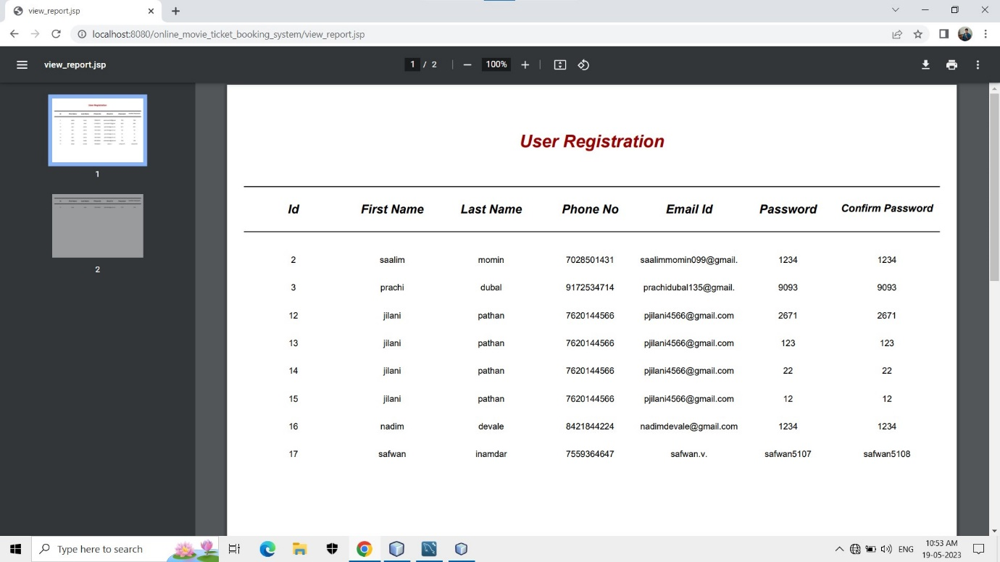 view_report.jsp
localhost:8080/online_movie_ticket_booking_system/view_report.jsp
view_report.jsp
1 / 2
100%
1
2
User Registration
Id First Name Last Name Phone No Email Id Password Confirm Password
2 saalim momin 7028501431 saalimmomin099@gmail. 1234 1234
3 prachi dubal 9172534714 prachidubal135@gmail. 9093 9093
12 jilani pathan 7620144566 pjilani4566@gmail.com 2671 2671
13 jilani pathan 7620144566 pjilani4566@gmail.com 123 123
14 jilani pathan 7620144566 pjilani4566@gmail.com 22 22
15 jilani pathan 7620144566 pjilani4566@gmail.com 12 12
16 nadim devale 8421844224 nadimdevale@gmail.com 1234 1234
17 safwan inamdar 7559364647 safwan.v. safwan5107 safwan5108
Type here to search
ENG
10:53 AM
19-05-2023